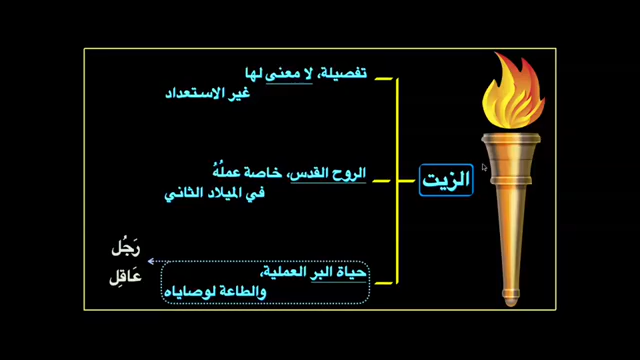 الزيت
تفصيلة، لا معنى لها
غير الاستعداد
الروح القدس، خاصة عملُهُ
في الميلاد الثاني
حياة البر العملية،
والطاعة لوصاياه
رَجُل
عَاقِل